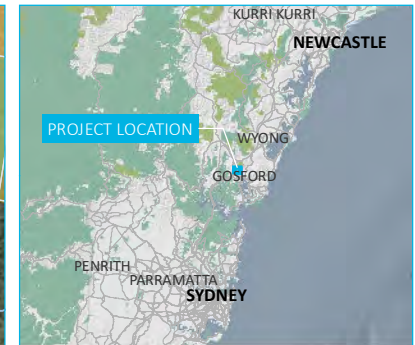 KURRI KURRI
NEWCASTLE
PROJECT LOCATION
WYONG
GOSFORD
PENRITH
PARRAMATTA
SYDNEY